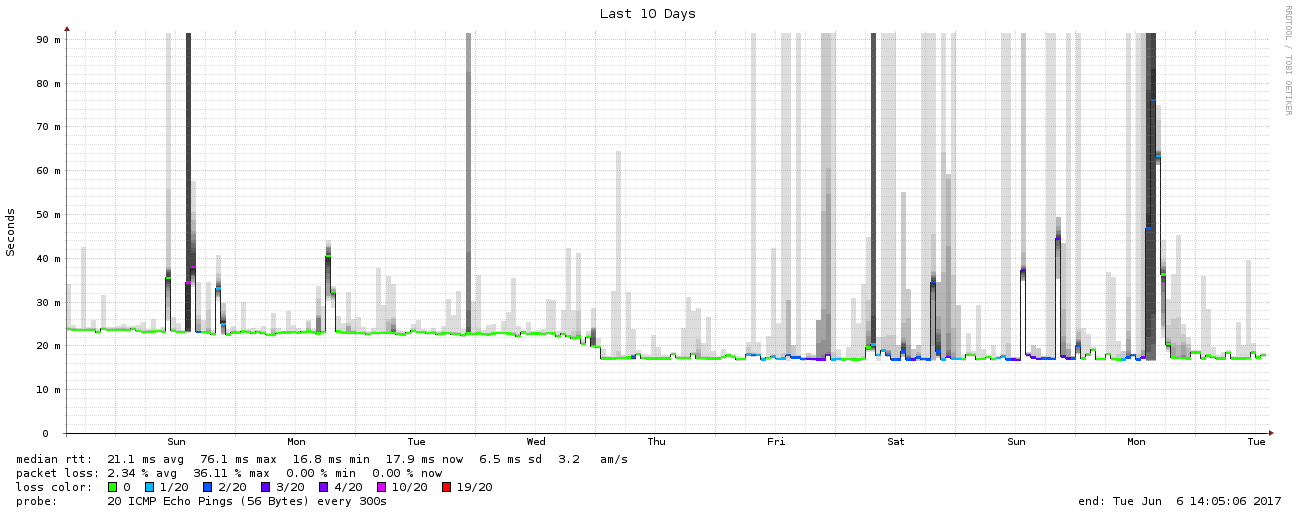 Last 10 Days
RRDTOOL / TOBI OETIKER
Seconds
90 m
80 m
70 m
60 m
50 m
40 m
30 m
20 m
10 m
0
Sun Mon Tue Wed Thu Fri Sat Sun Mon Tue
median rtt: 21.1 ms avg 76.1 ms max 16.8 ms min 17.9 ms now 6.5 ms sd 3.2 am/s
packet loss: 2.34 % avg 36.11 % max 0.00 % min 0.00 % now
loss color: 0 1/20 2/20 3/20 4/20 10/20 19/20
probe: 20 ICMP Echo Pings (56 Bytes) every 300s end: Tue Jun 6 14:05:06 2017